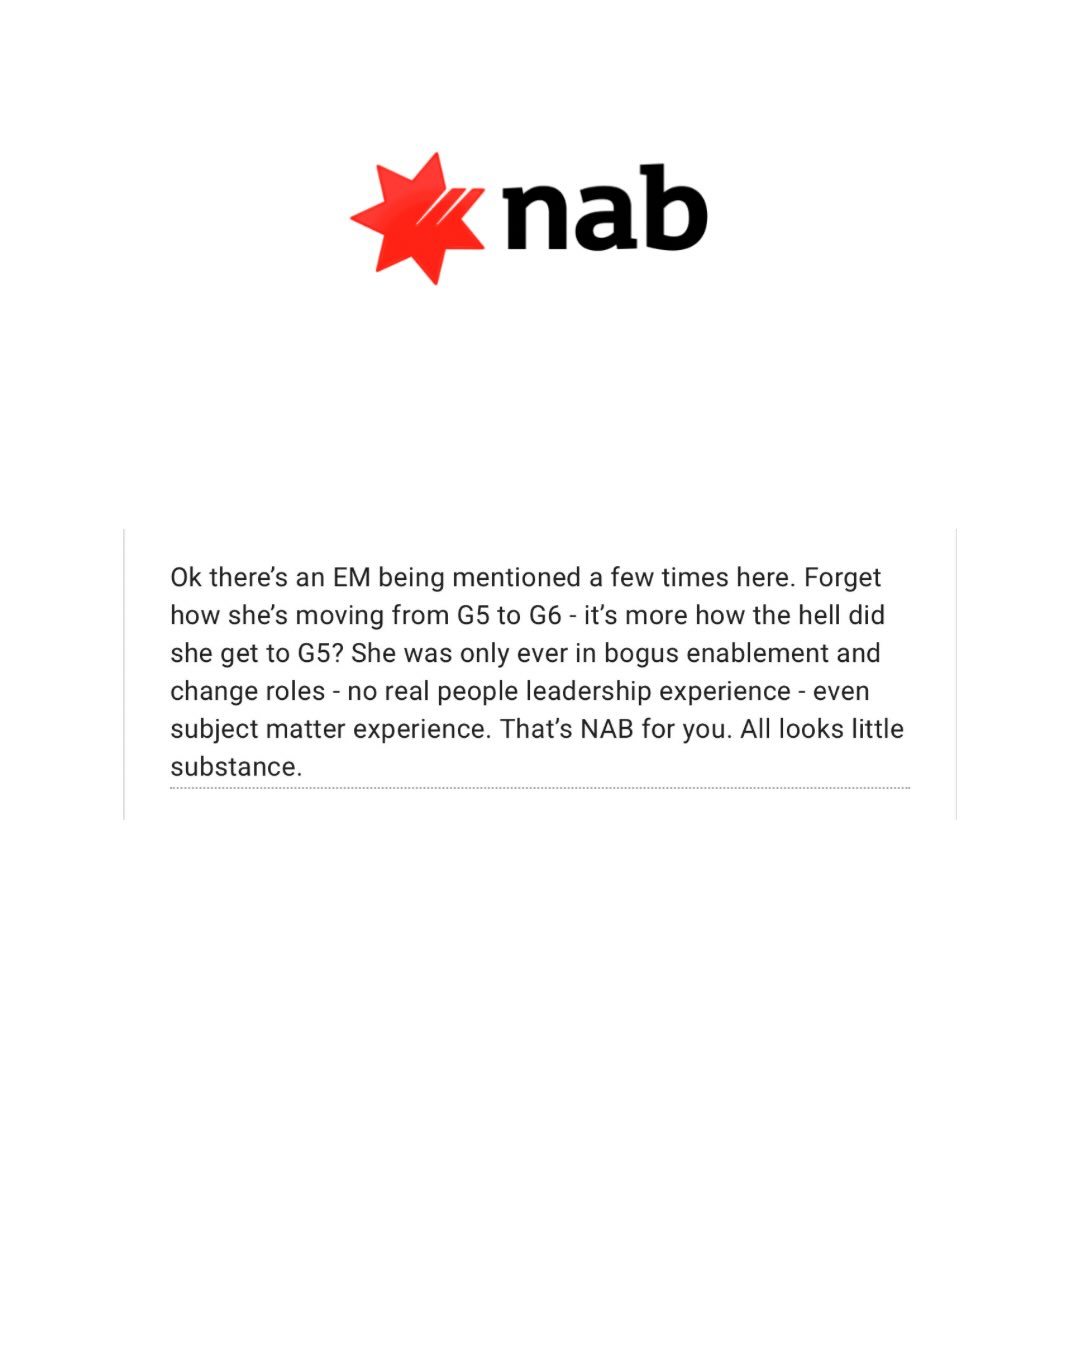 nab
Ok there’s an EM being mentioned a few times here. Forget
how she’s moving from G5 to G6 - it’s more how the hell did
she get to G5? She was only ever in bogus enablement and
change roles - no real people leadership experience - even
subject matter experience. That’s NAB for you. All looks little
substance.